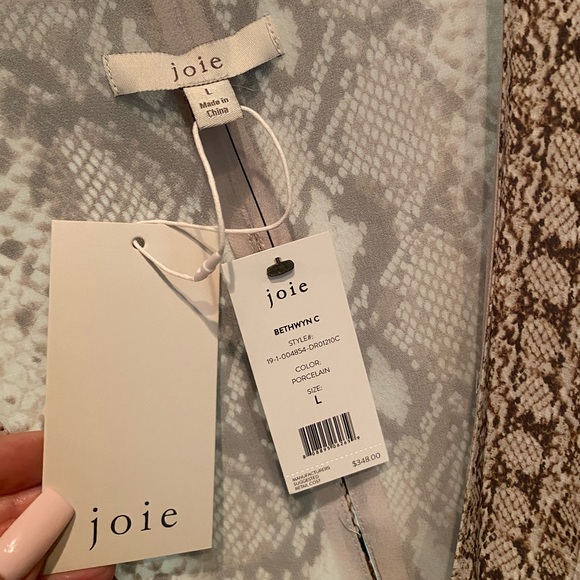 joie
L
Made in
China
joie
BETHWYN C
STYLE#:
19-1-004854-DR01210C
COLOR:
PORCELAIN
SIZE:
L
MANUFACTURERS
SUGGESTED
RETAIL COST
$348.00
joie